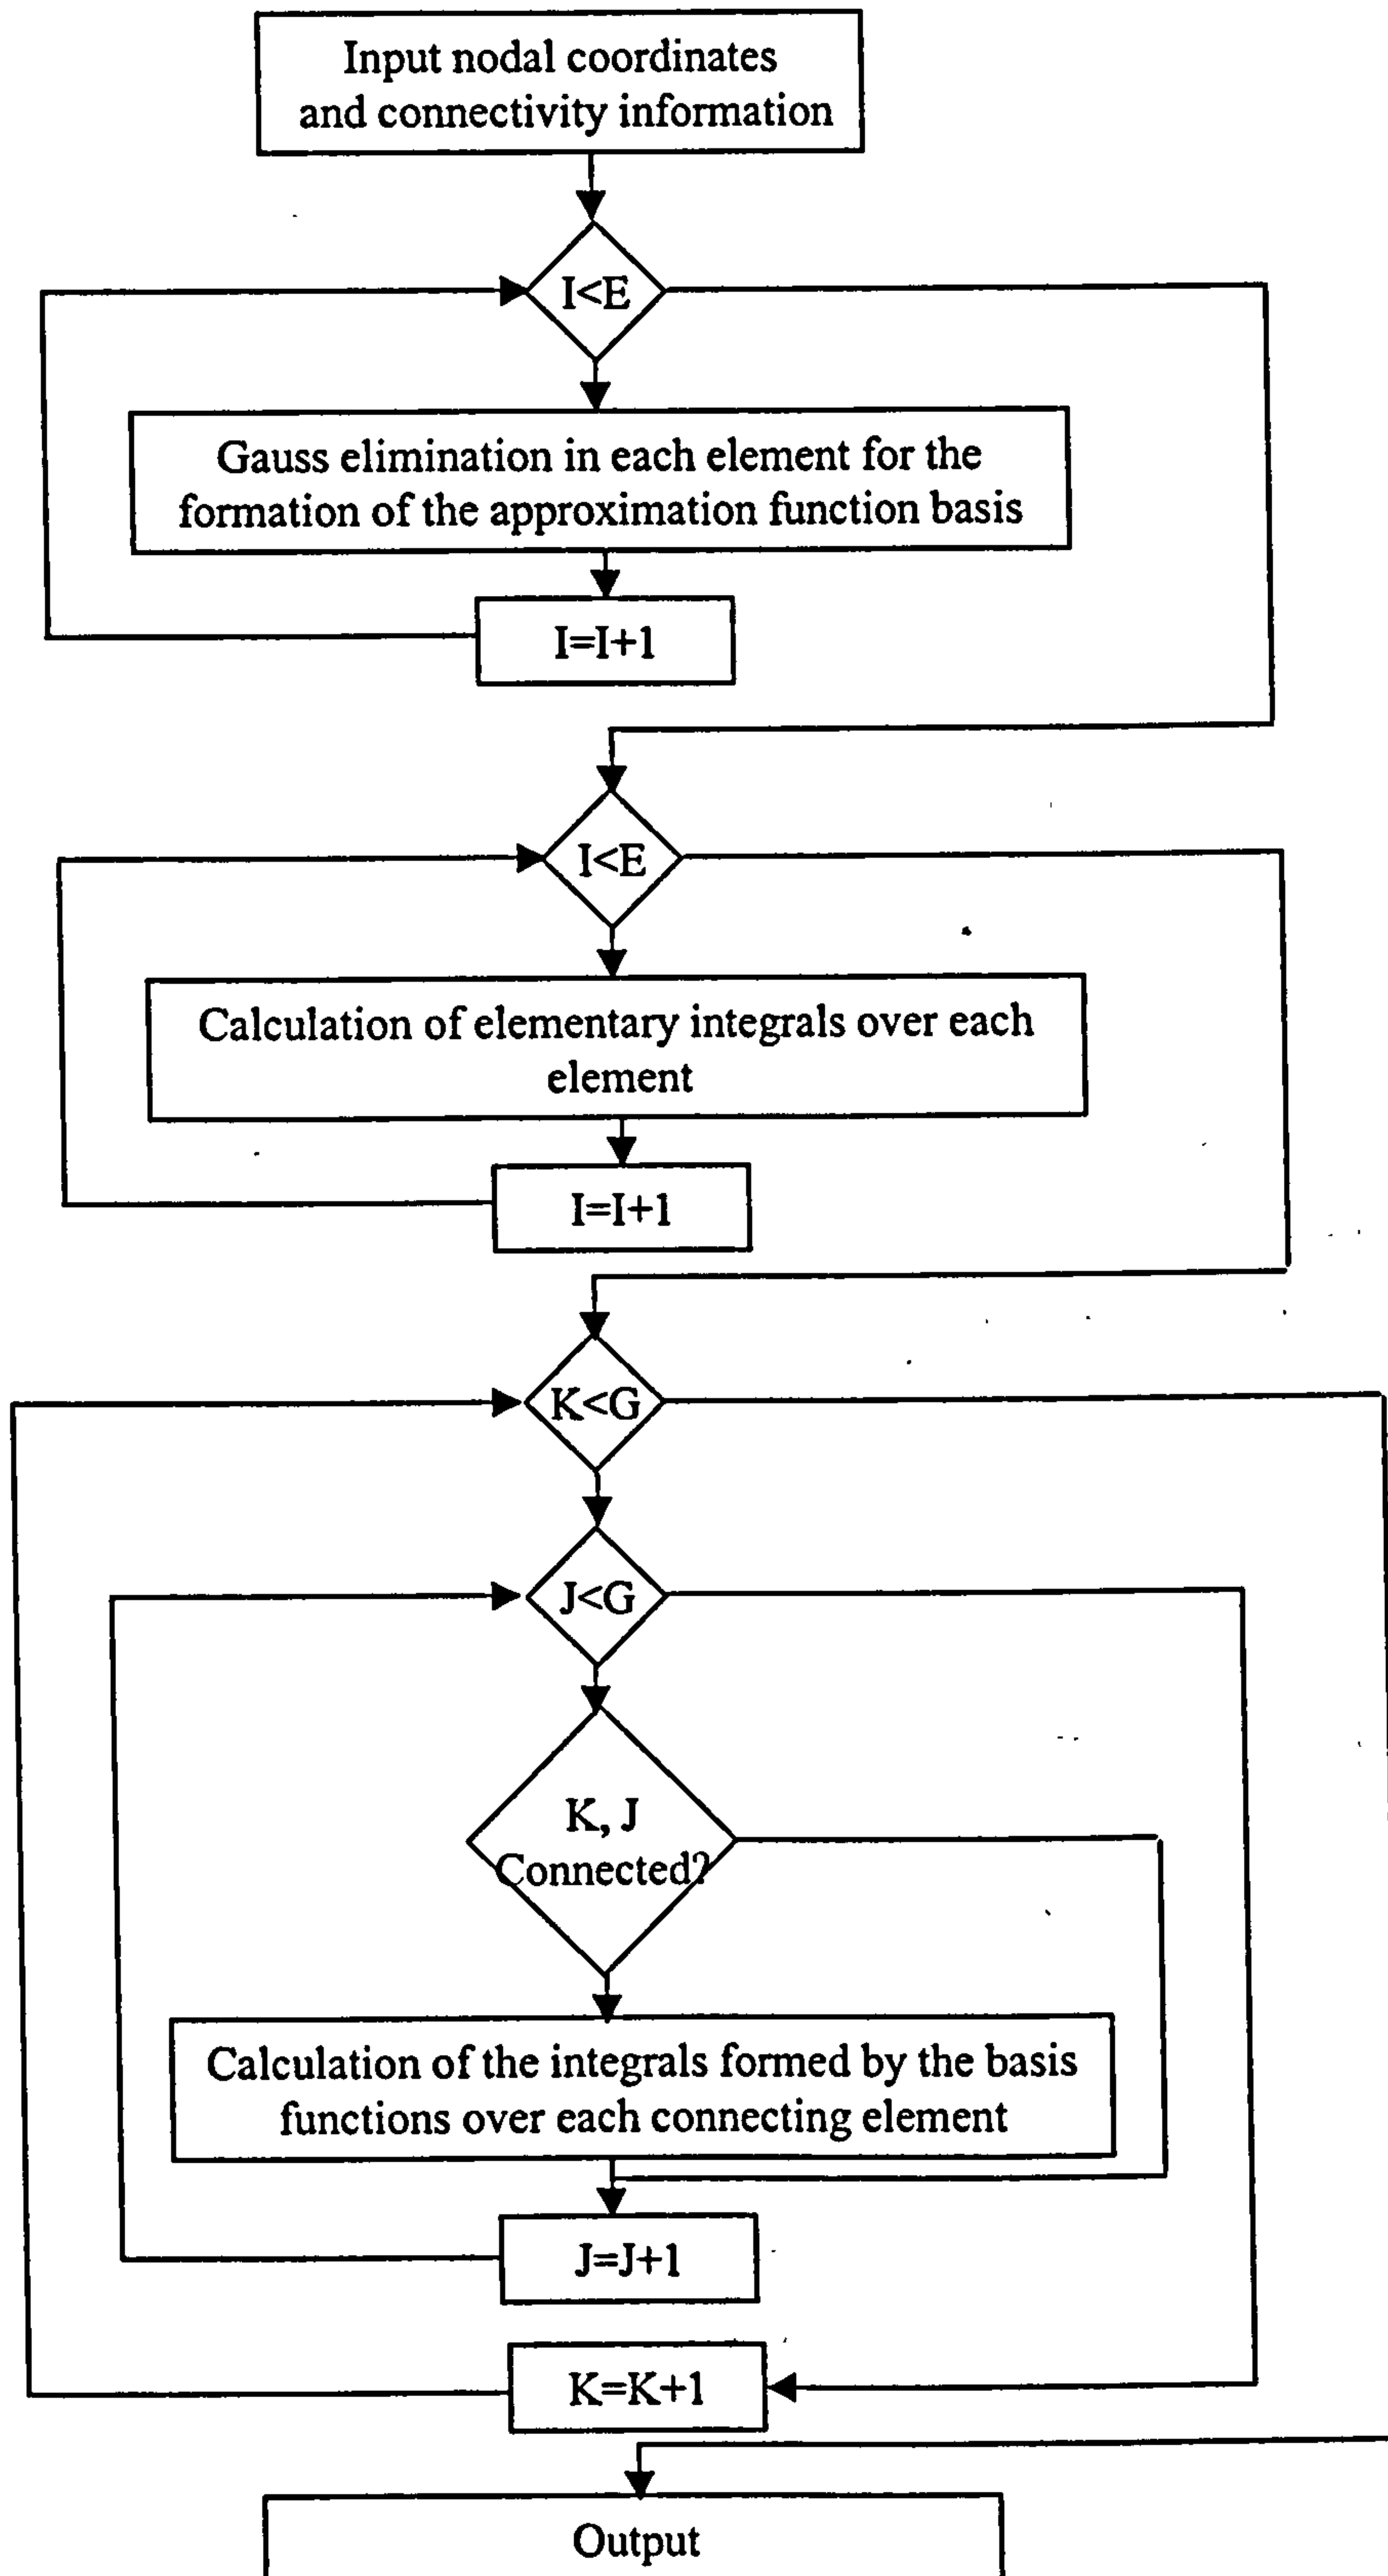 Input nodal coordinates
and connectivity information
I<E
Gauss elimination in each element for the
formation of the approximation function basis
I=I+1
I<E
Calculation of elementary integrals over each
element
I=I+1
K<G
J<G
K, J
Connected?
Calculation of the integrals formed by the basis
functions over each connecting element
J=J+1
K=K+1
Output